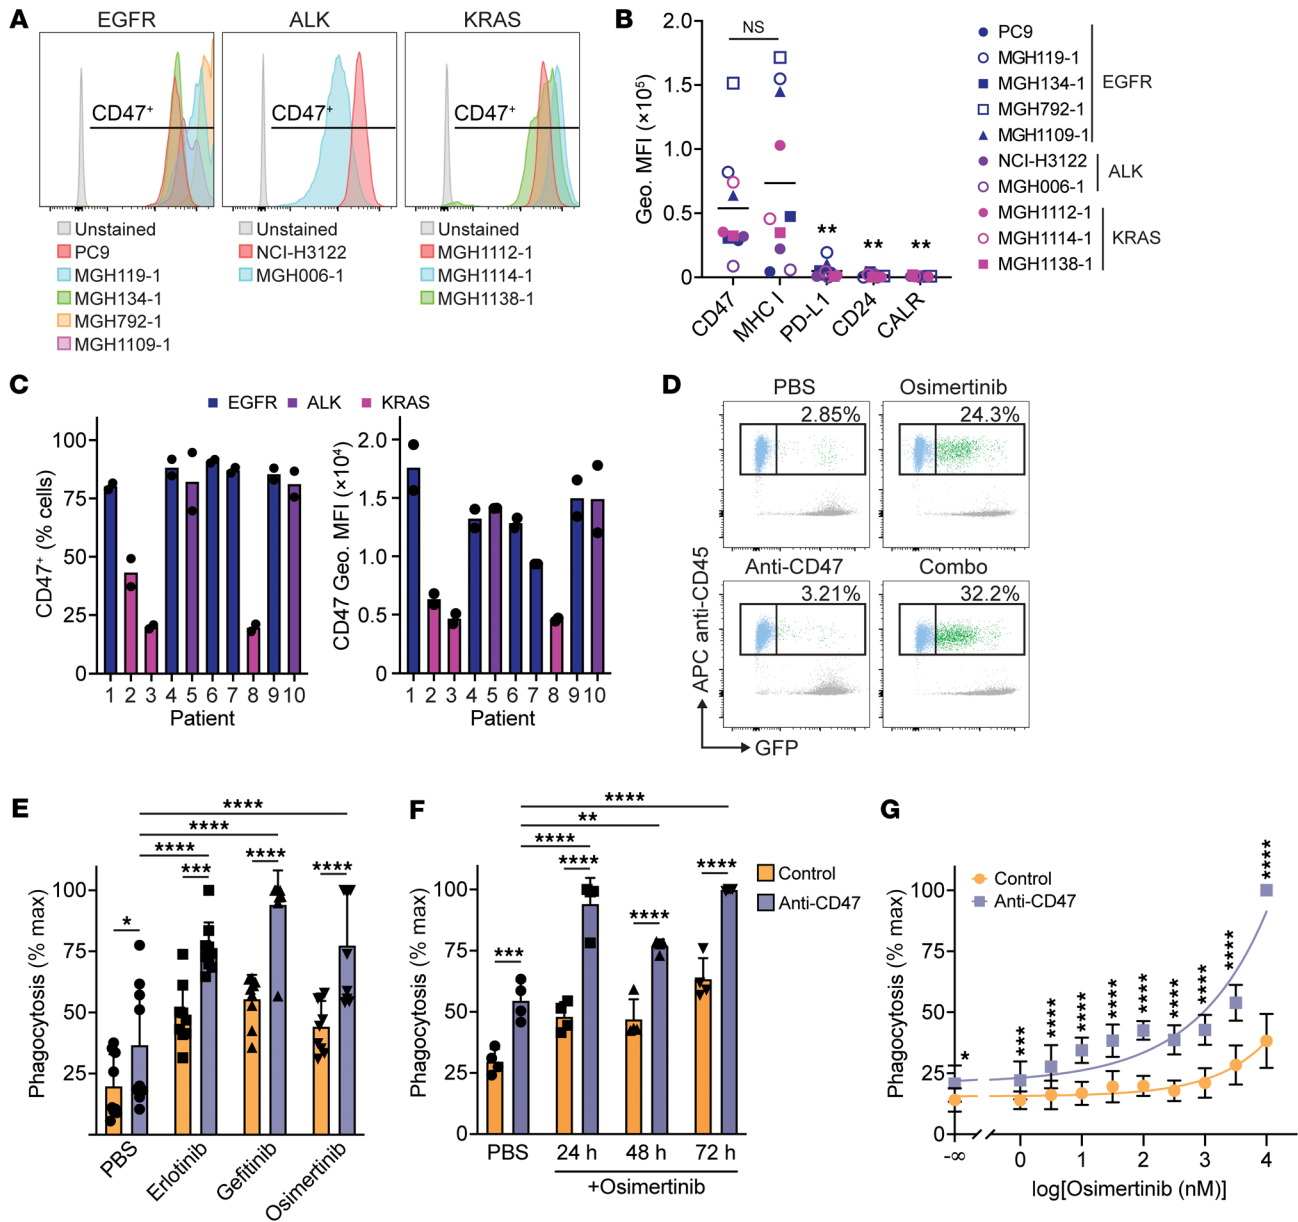 A
EGFR
ALK
KRAS
CD47+
CD47+
CD47+
Unstained
PC9
MGH119-1
MGH134-1
MGH792-1
MGH1109-1
Unstained
NCI-H3122
MGH006-1
Unstained
MGH1112-1
MGH1114-1
MGH1138-1
B
Geo. MFI (×10⁵)
2.0
1.5
1.0
0.5
0
NS
**
**
**
CD47
MHC I
PD-L1
CD24
CALR
PC9
MGH119-1
MGH134-1
MGH792-1
MGH1109-1
NCI-H3122
MGH006-1
MGH1112-1
MGH1114-1
MGH1138-1
EGFR
ALK
KRAS
C
EGFR
ALK
KRAS
CD47⁺ (% cells)
100
75
50
25
0
1 2 3 4 5 6 7 8 9 10
Patient
CD47 Geo. MFI (×10⁴)
2.0
1.5
1.0
0.5
0
1 2 3 4 5 6 7 8 9 10
Patient
D
PBS
Osimertinib
2.85%
24.3%
Anti-CD47
Combo
3.21%
32.2%
APC anti-CD45
GFP
E
Phagocytosis (% max)
100
75
50
25
****
****
****
*
***
****
****
PBS
Erlotinib
Gefitinib
Osimertinib
F
Phagocytosis (% max)
100
75
50
25
0
****
**
****
***
****
****
****
PBS
24 h
48 h
72 h
+Osimertinib
Control
Anti-CD47
G
Phagocytosis (% max)
100
75
50
25
0
Control
Anti-CD47
*
***
****
****
****
****
****
****
****
****
-∞
0
1
2
3
4
log[Osimertinib (nM)]